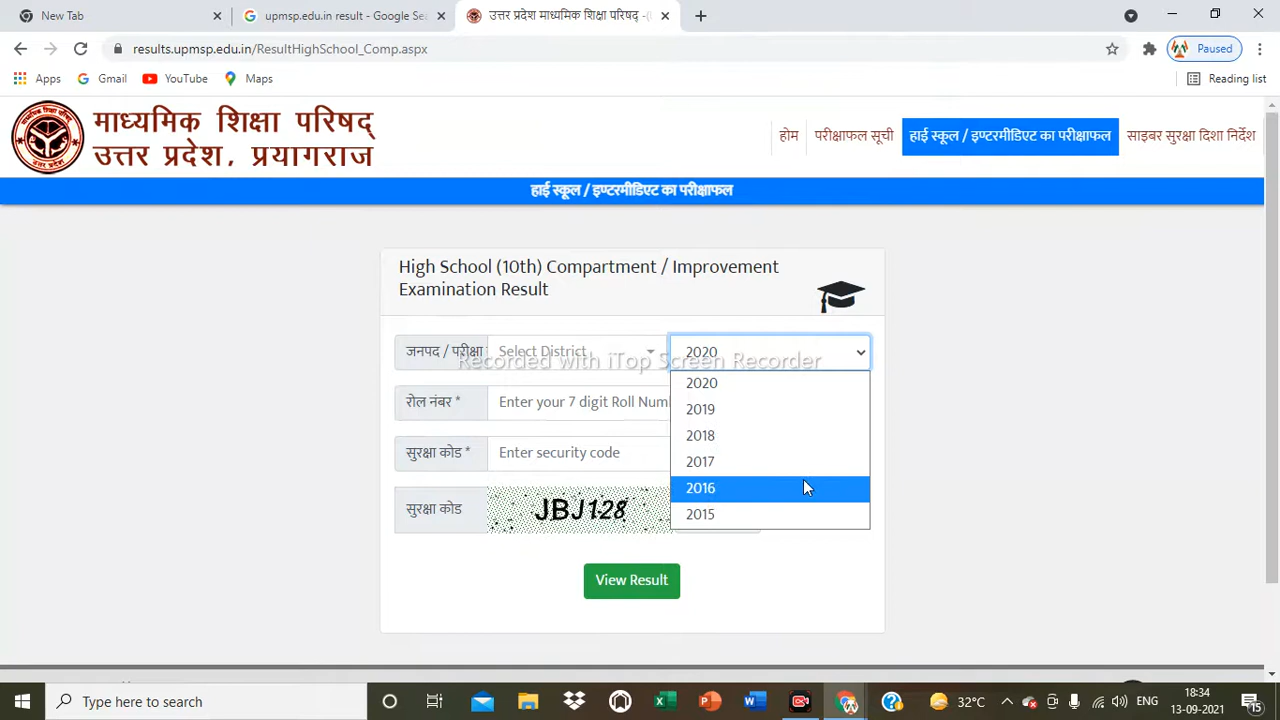 New Tab
upmsp.edu.in result - Google Sea
उत्तर प्रदेश माध्यमिक शिक्षा परिषद् -(
results.upmsp.edu.in/ResultHighSchool_Comp.aspx
Paused
Apps
Gmail
YouTube
Maps
Reading list
माध्यमिक शिक्षा परिषद्
उत्तर प्रदेश, प्रयागराज
होम
परीक्षाफल सूची
हाई स्कूल / इण्टरमीडिएट का परीक्षाफल
साइबर सुरक्षा दिशा निर्देश
हाई स्कूल / इण्टरमीडिएट का परीक्षाफल
High School (10th) Compartment / Improvement
Examination Result
जनपद / परीक्षा
Select District
2020
Recorded with iTop Screen Recorder
2020
2019
2018
2017
2016
2015
रोल नंबर *
Enter your 7 digit Roll Num
सुरक्षा कोड *
Enter security code
सुरक्षा कोड
JBJ128
View Result
Type here to search
32°C
ENG
18:34
13-09-2021
15